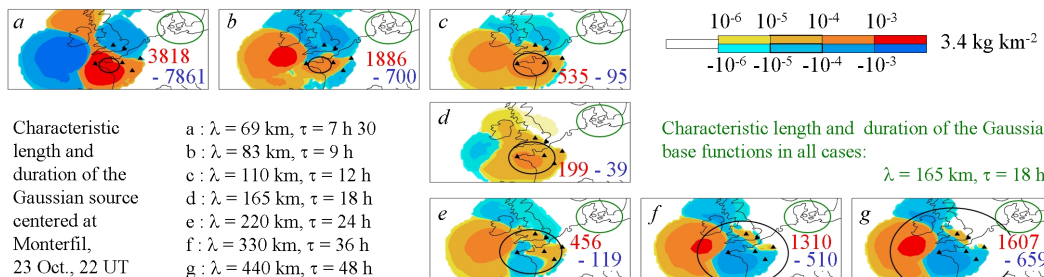 a
3818
- 7861
b
1886
- 700
c
535 - 95
10-6 10-5 10-4 10-3
3.4 kg km-2
-10-6 -10-5 -10-4 -10-3
Characteristic
length and
duration of the
Gaussian source
centered at
Monterfil,
23 Oct., 22 UT
a : λ = 69 km, τ = 7 h 30
b : λ = 83 km, τ = 9 h
c : λ = 110 km, τ = 12 h
d : λ = 165 km, τ = 18 h
e : λ = 220 km, τ = 24 h
f : λ = 330 km, τ = 36 h
g : λ = 440 km, τ = 48 h
d
199 - 39
Characteristic length and duration of the Gaussia
base functions in all cases:
λ = 165 km, τ = 18 h
e
456
- 119
f
1310
- 510
g
1607
- 659